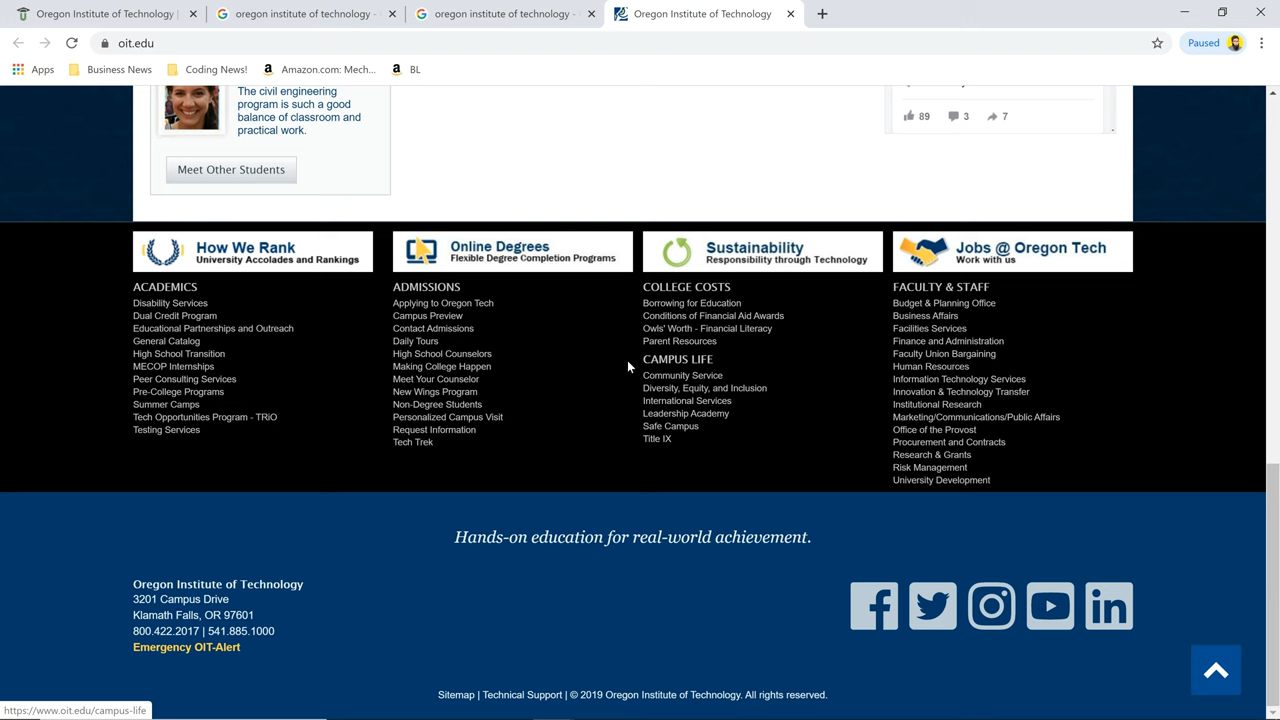 Oregon Institute of Technology
oregon institute of technology -
oregon institute of technology -
Oregon Institute of Technology
oit.edu
Paused
Apps
Business News
Coding News!
Amazon.com: Mech...
BL
The civil engineering
program is such a good
balance of classroom and
practical work.
Meet Other Students
89
3
7
How We Rank
University Accolades and Rankings
Online Degrees
Flexible Degree Completion Programs
Sustainability
Responsibility through Technology
Jobs @ Oregon Tech
Work with us
ACADEMICS
Disability Services
Dual Credit Program
Educational Partnerships and Outreach
General Catalog
High School Transition
MECOP Internships
Peer Consulting Services
Pre-College Programs
Summer Camps
Tech Opportunities Program - TRiO
Testing Services
ADMISSIONS
Applying to Oregon Tech
Campus Preview
Contact Admissions
Daily Tours
High School Counselors
Making College Happen
Meet Your Counselor
New Wings Program
Non-Degree Students
Personalized Campus Visit
Request Information
Tech Trek
COLLEGE COSTS
Borrowing for Education
Conditions of Financial Aid Awards
Owls' Worth - Financial Literacy
Parent Resources
CAMPUS LIFE
Community Service
Diversity, Equity, and Inclusion
International Services
Leadership Academy
Safe Campus
Title IX
FACULTY & STAFF
Budget & Planning Office
Business Affairs
Facilities Services
Finance and Administration
Faculty Union Bargaining
Human Resources
Information Technology Services
Innovation & Technology Transfer
Institutional Research
Marketing/Communications/Public Affairs
Office of the Provost
Procurement and Contracts
Research & Grants
Risk Management
University Development
Hands-on education for real-world achievement.
Oregon Institute of Technology
3201 Campus Drive
Klamath Falls, OR 97601
800.422.2017 | 541.885.1000
Emergency OIT-Alert
Sitemap | Technical Support | © 2019 Oregon Institute of Technology. All rights reserved.
https://www.oit.edu/campus-life